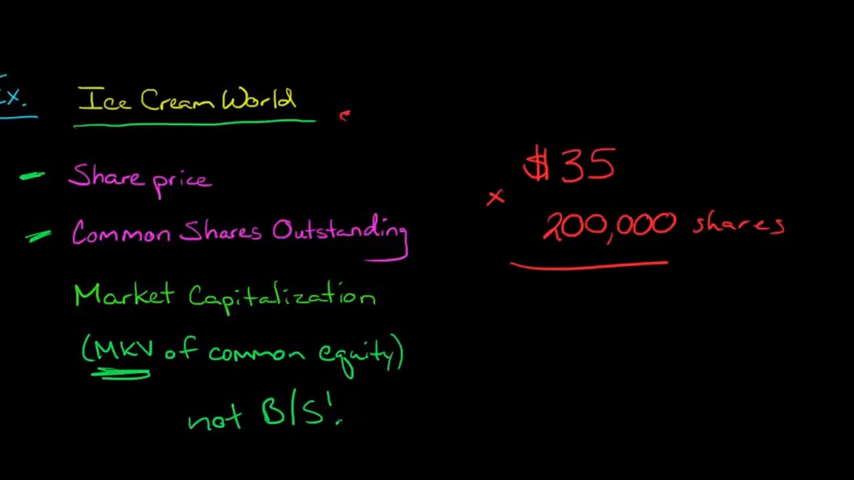 Ex.
Ice Cream World
Share price
Common Shares Outstanding
Market Capitalization
(MKV of common equity)
not B/S!
$35
x
200,000 shares